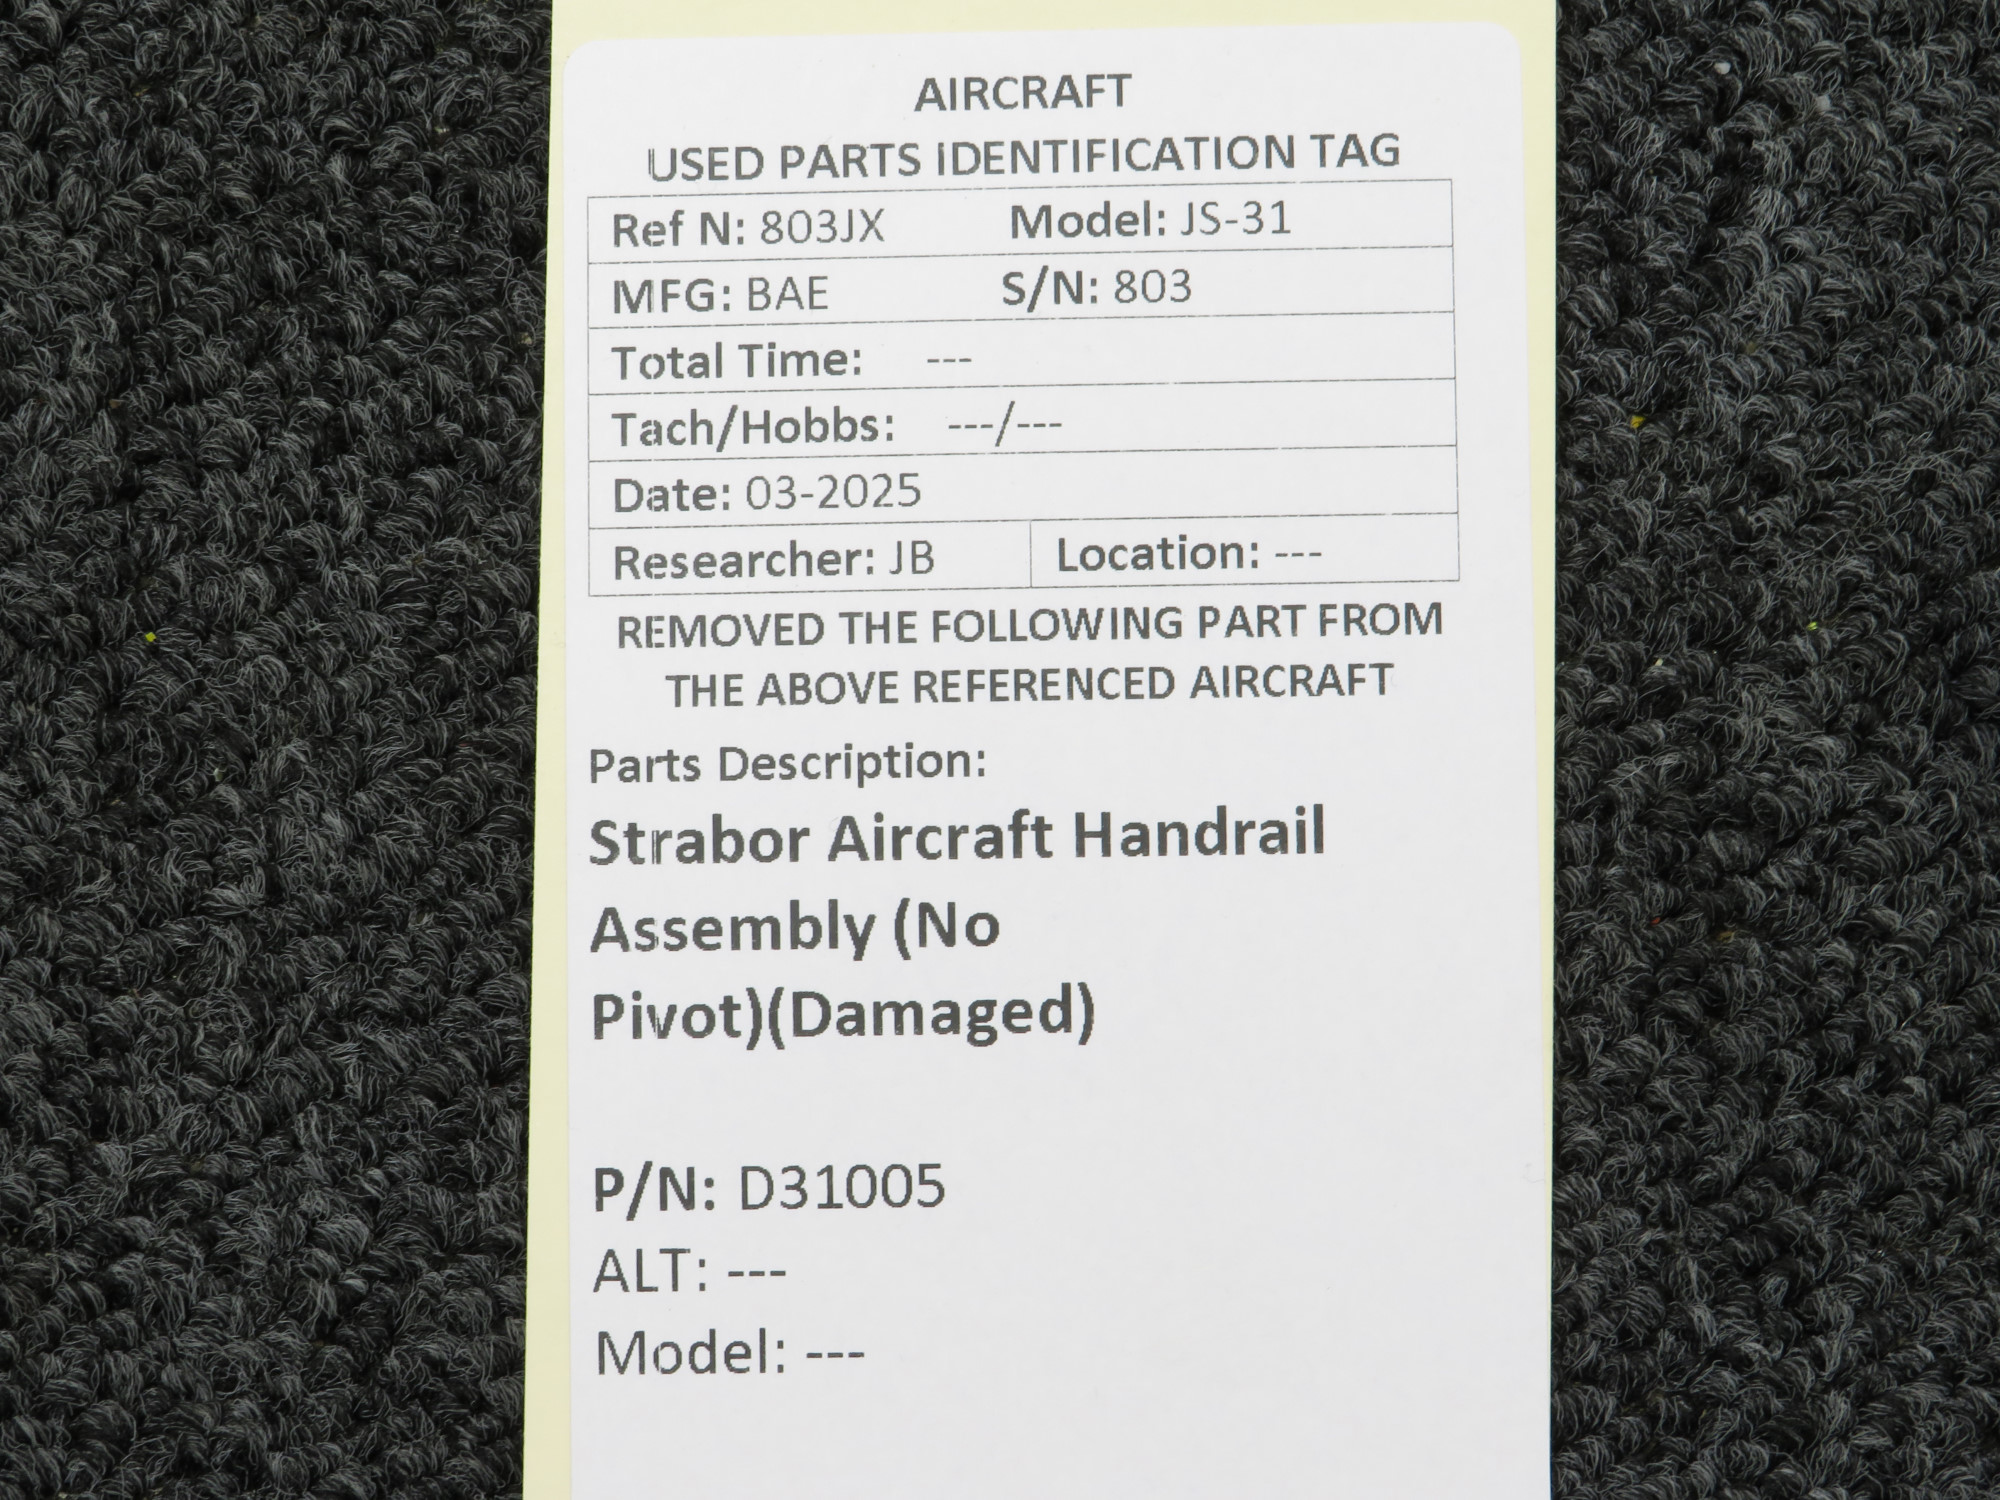 AIRCRAFT
USED PARTS IDENTIFICATION TAG
Ref N: 803JX Model: JS-31
MFG: BAE S/N: 803
Total Time: ---
Tach/Hobbs: ---/---
Date: 03-2025
Researcher: JB Location: ---
REMOVED THE FOLLOWING PART FROM
THE ABOVE REFERENCED AIRCRAFT
Parts Description:
Strabor Aircraft Handrail
Assembly (No
Pivot)(Damaged)
P/N: D31005
ALT: ---
Model: ---